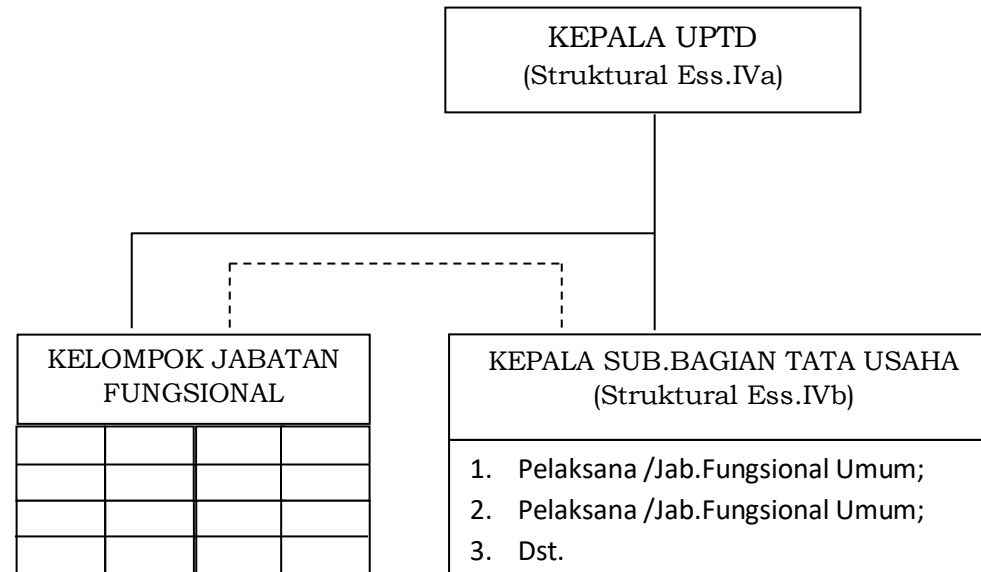 KEPALA UPTD
(Struktural Ess.IVa)
KELOMPOK JABATAN
FUNGSIONAL
KEPALA SUB.BAGIAN TATA USAHA
(Struktural Ess.IVb)
1. Pelaksana /Jab.Fungsional Umum;
2. Pelaksana /Jab.Fungsional Umum;
3. Dst.